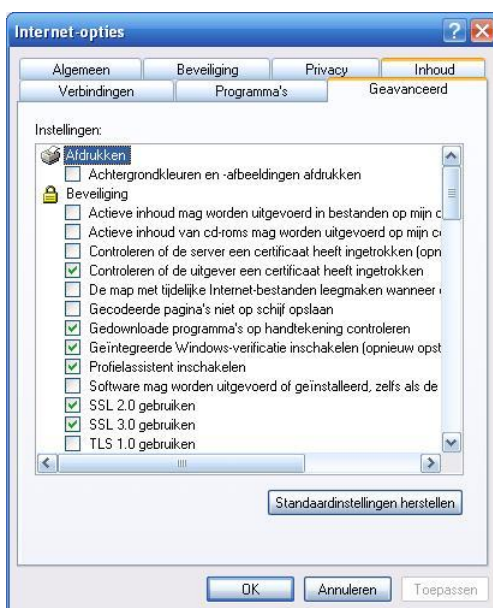 Internet-opties
Algemeen Beveiliging Privacy Inhoud
Verbindingen Programma's Geavanceerd
Instellingen:
Afdrukken
Achtergrondkleuren en -afbeeldingen afdrukken
Beveiliging
Actieve inhoud mag worden uitgevoerd in bestanden op mijn c
Actieve inhoud van cd-roms mag worden uitgevoerd op mijn c
Controleren of de server een certificaat heeft ingetrokken (opn
Controleren of de uitgever een certificaat heeft ingetrokken
De map met tijdelijke Internet-bestanden leegmaken wanneer
Gecodeerde pagina's niet op schijf opslaan
Gedownloade programma's op handtekening controleren
Geïntegreerde Windows-verificatie inschakelen (opnieuw opst
Profielassistent inschakelen
Software mag worden uitgevoerd of geïnstalleerd, zelfs als de
SSL 2.0 gebruiken
SSL 3.0 gebruiken
TLS 1.0 gebruiken
Standaardinstellingen herstellen
OK Annuleren Toepassen